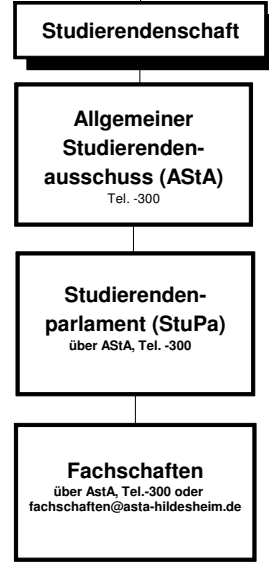 Studierendenschaft
Allgemeiner
Studierenden-
ausschuss (AStA)
Tel. -300
Studierenden-
parlament (StuPa)
über AStA, Tel. -300
Fachschaften
über AstA, Tel.-300 oder
fachschaften@asta-hildesheim.de